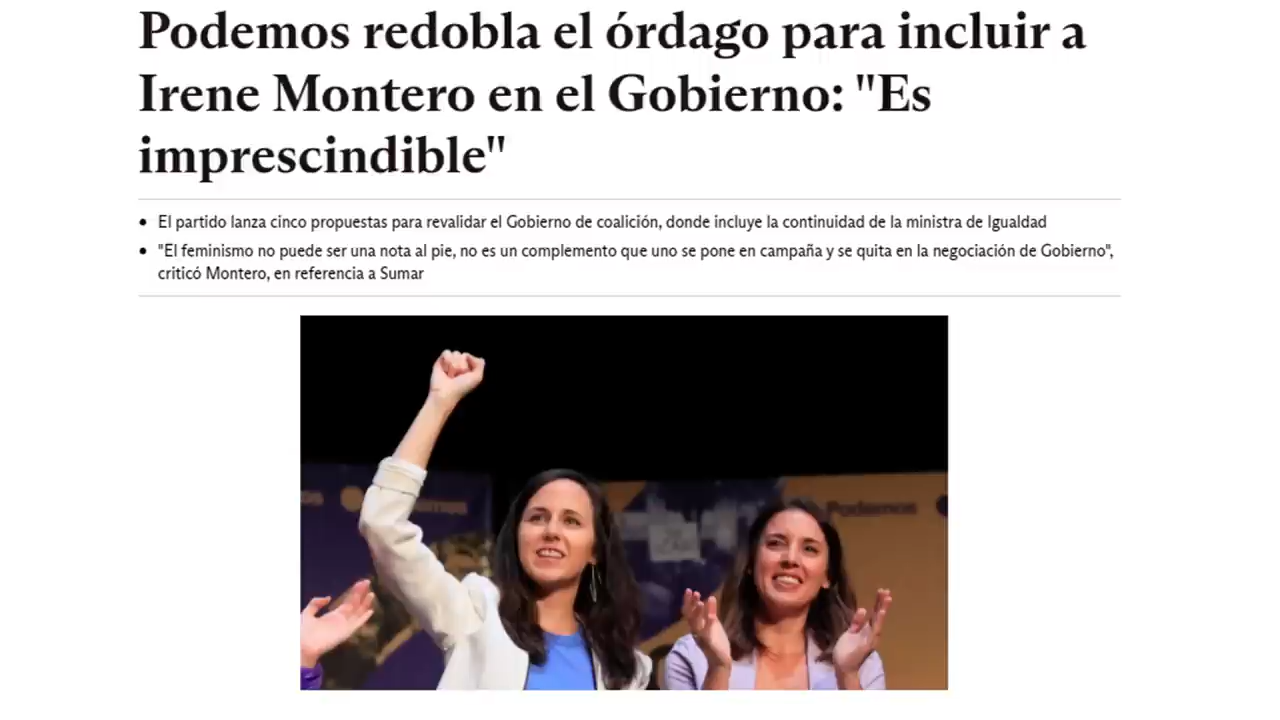 Podemos redobla el órdago para incluir a
Irene Montero en el Gobierno: "Es
imprescindible"
El partido lanza cinco propuestas para revalidar el Gobierno de coalición, donde incluye la continuidad de la ministra de Igualdad
"El feminismo no puede ser una nota al pie, no es un complemento que uno se pone en campaña y se quita en la negociación de Gobierno",
criticó Montero, en referencia a Sumar
Podemos